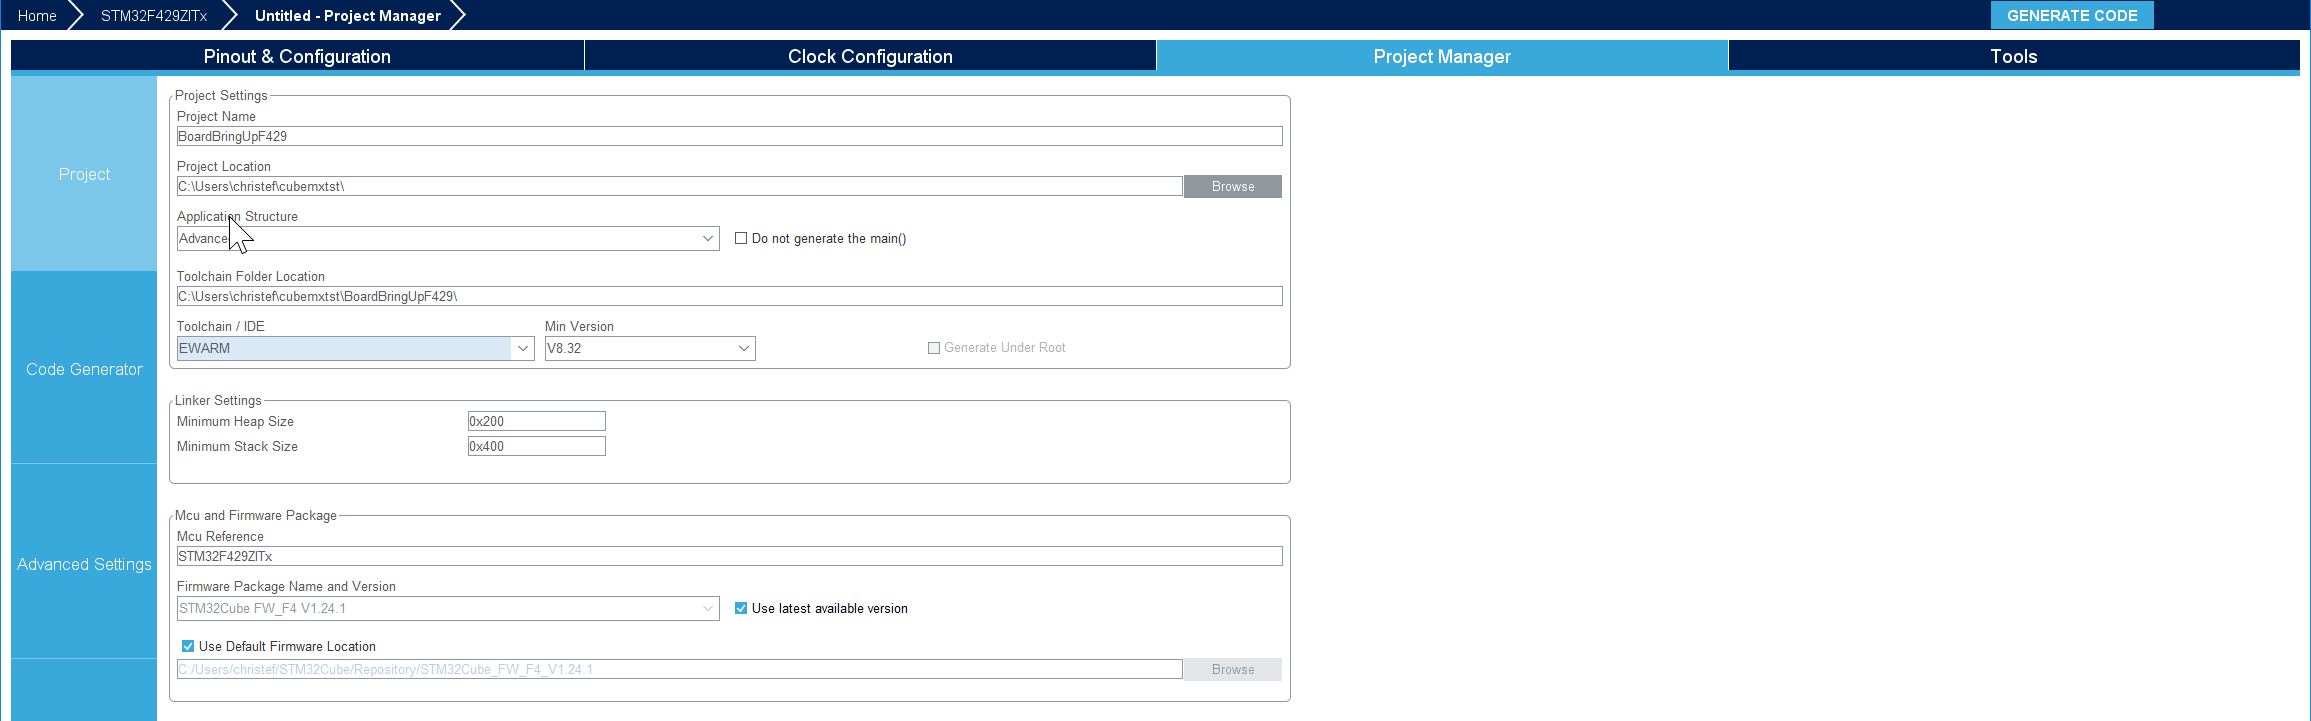 Home STM32F429ZITx Untitled - Project Manager GENERATE CODE
Pinout & Configuration Clock Configuration Project Manager Tools
Project
Code Generator
Advanced Settings
Project Settings
Project Name
BoardBringUpF429
Project Location
C:\Users\christef\cubemxtst\ Browse
Application Structure
Advance Do not generate the main()
Toolchain Folder Location
C:\Users\christef\cubemxtst\BoardBringUpF429\
Toolchain / IDE Min Version
EWARM V8.32 Generate Under Root
Linker Settings
Minimum Heap Size 0x200
Minimum Stack Size 0x400
Mcu and Firmware Package
Mcu Reference
STM32F429ZITx
Firmware Package Name and Version
STM32Cube FW_F4 V1.24.1 Use latest available version
Use Default Firmware Location
C:/Users/christef/STM32Cube/Repository/STM32Cube_FW_F4_V1.24.1 Browse